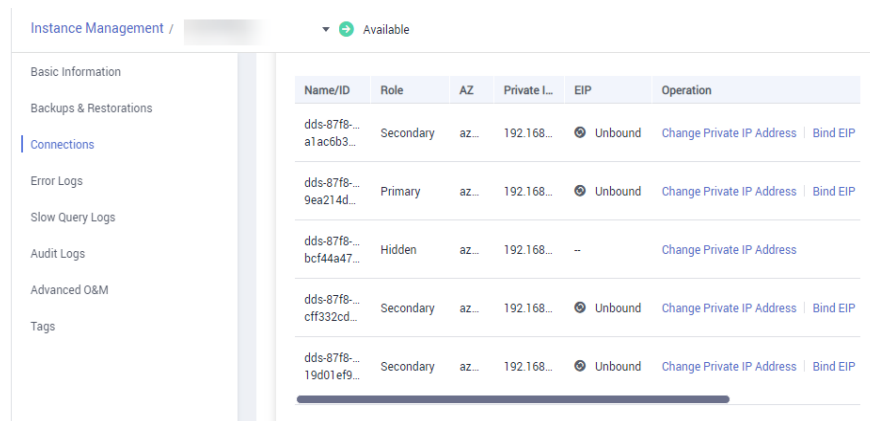 Instance Management /
Available
Basic Information
Backups & Restorations
Connections
Error Logs
Slow Query Logs
Audit Logs
Advanced O&M
Tags
Name/ID Role AZ Private I... EIP Operation
dds-87f8-...
a1ac6b3... Secondary az... 192.168... Unbound Change Private IP Address Bind EIP
dds-87f8-...
9ea214d... Primary az... 192.168... Unbound Change Private IP Address Bind EIP
dds-87f8-...
bcf44a47... Hidden az... 192.168... -- Change Private IP Address
dds-87f8-...
cff332cd... Secondary az... 192.168... Unbound Change Private IP Address Bind EIP
dds-87f8-...
19d01ef9... Secondary az... 192.168... Unbound Change Private IP Address Bind EIP